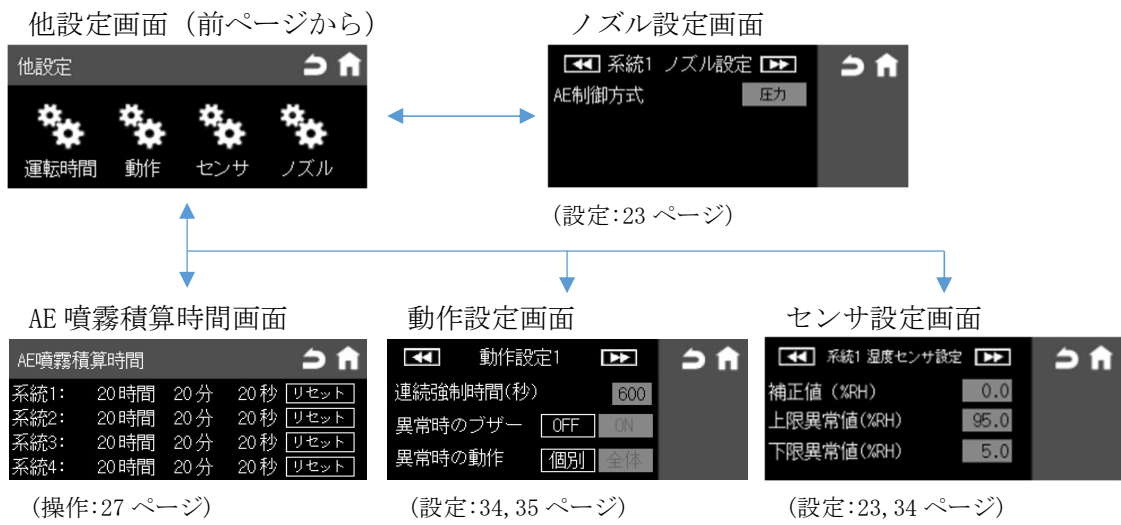 他設定画面（前ページから）
他設定
運転時間 動作 センサ ノズル
ノズル設定画面
系統1 ノズル設定
AE制御方式 圧力
(設定:23 ページ)
AE 噴霧積算時間画面
AE噴霧積算時間
系統1: 20時間 20分 20秒 リセット
系統2: 20時間 20分 20秒 リセット
系統3: 20時間 20分 20秒 リセット
系統4: 20時間 20分 20秒 リセット
(操作:27 ページ)
動作設定画面
動作設定1
連続強制時間(秒) 600
異常時のブザー OFF ON
異常時の動作 個別 全体
(設定:34,35 ページ)
センサ設定画面
系統1 湿度センサ設定
補正値 (%RH) 0.0
上限異常値(%RH) 95.0
下限異常値(%RH) 5.0
(設定:23,34 ページ)